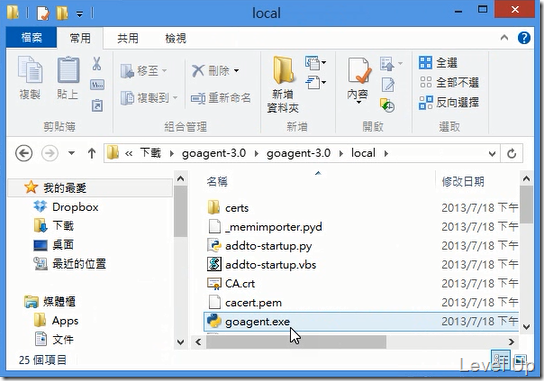 local
檔案 常用 共用 檢視
複製 貼上 移至 刪除 複製到 重新命名 新增 資料夾 內容 全選 全部不選 反向選擇
剪貼簿 組合管理 新增 開啟 選取
« 下載 goagent-3.0 goagent-3.0 local
我的最愛
Dropbox
下載
桌面
最近的位置
媒體櫃
Apps
文件
名稱 修改日期
certs 2013/7/18 下午
_memimporter.pyd 2013/7/18 下午
addto-startup.py 2013/7/18 下午
addto-startup.vbs 2013/7/18 下午
CA.crt 2013/7/18 下午
cacert.pem 2013/7/18 下午
goagent.exe 2013/7/18 下午
25 個項目
Level Up